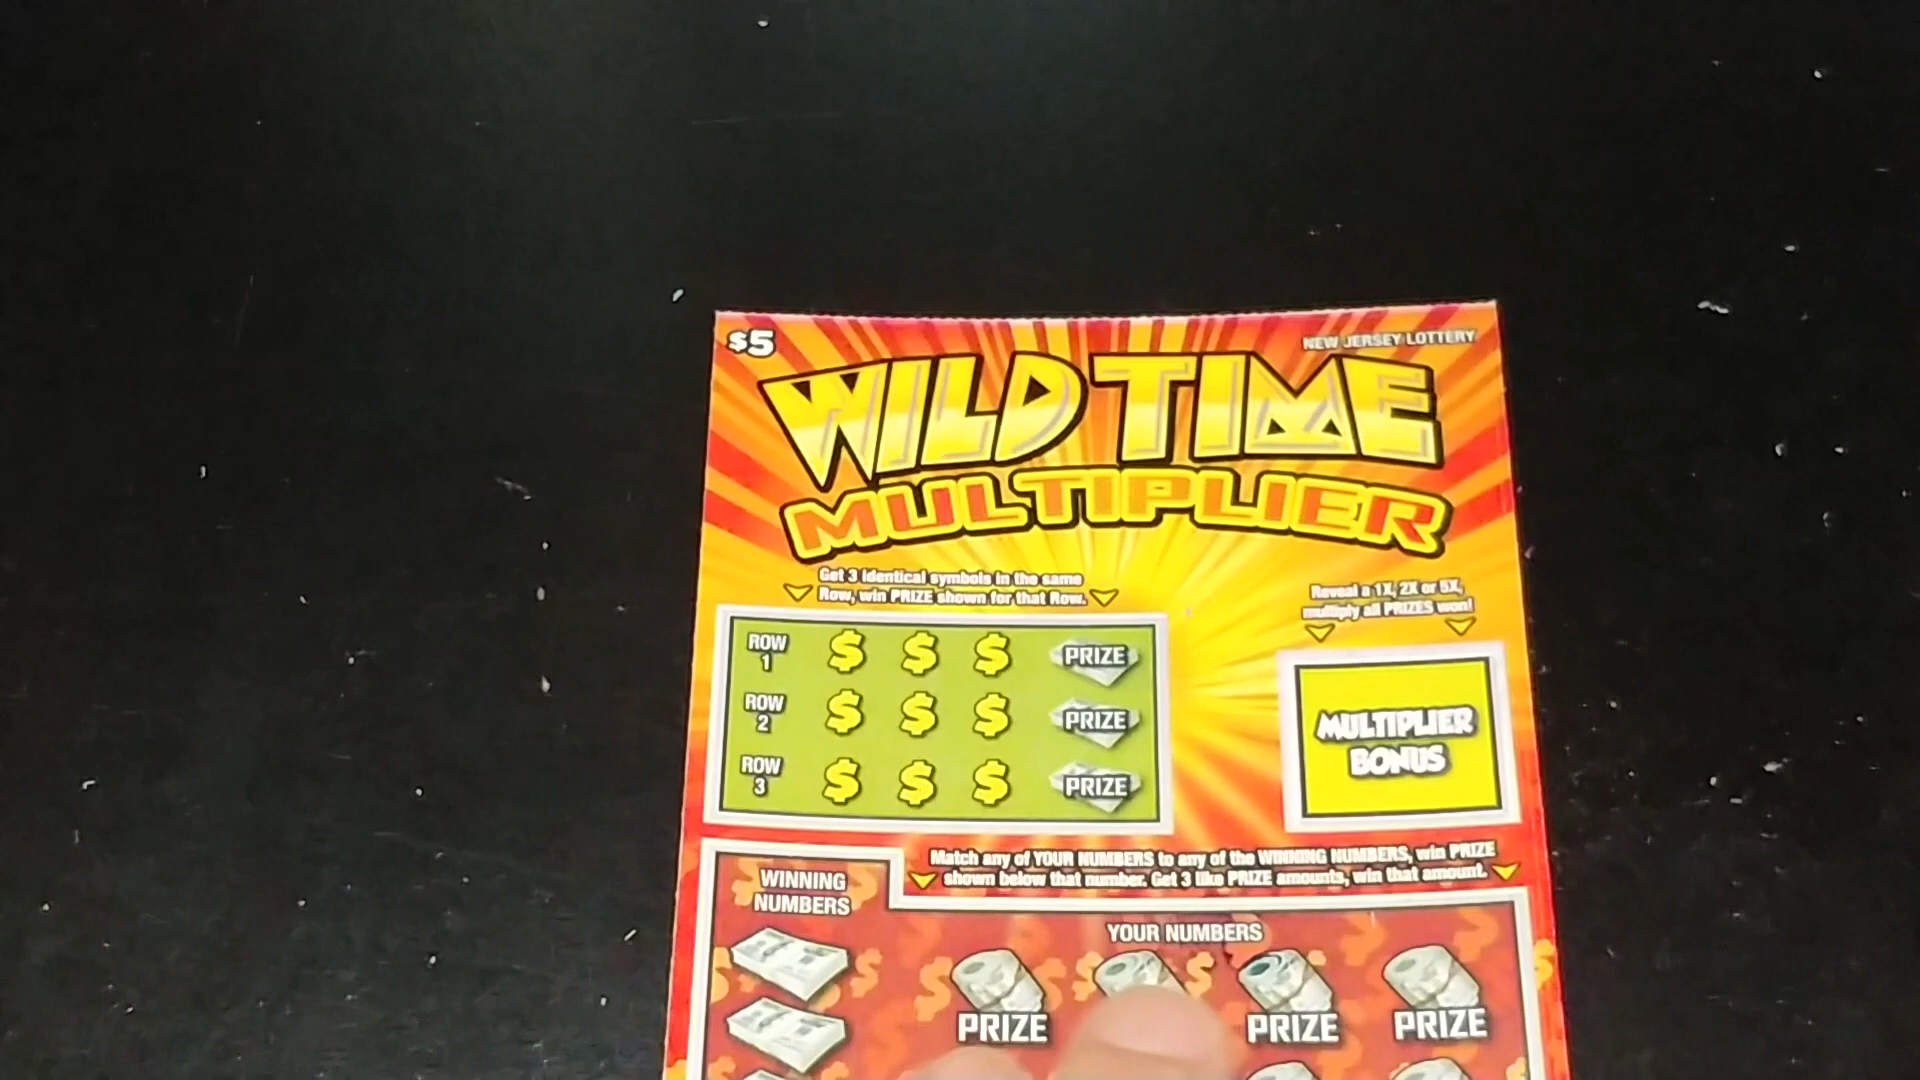 $5
NEW JERSEY LOTTERY
WILD TIME
MULTIPLIER
Get 3 identical symbols in the same
Row, win PRIZE shown for that Row.
Reveal a 1X, 2X or 5X,
multiply all PRIZES won!
ROW
1
$ $ $
PRIZE
ROW
2
$ $ $
PRIZE
ROW
3
$ $ $
PRIZE
MULTIPLIER
BONUS
Match any of YOUR NUMBERS to any of the WINNING NUMBERS, win PRIZE
shown below that number. Get 3 like PRIZE amounts, win that amount.
WINNING
NUMBERS
YOUR NUMBERS
PRIZE
PRIZE
PRIZE